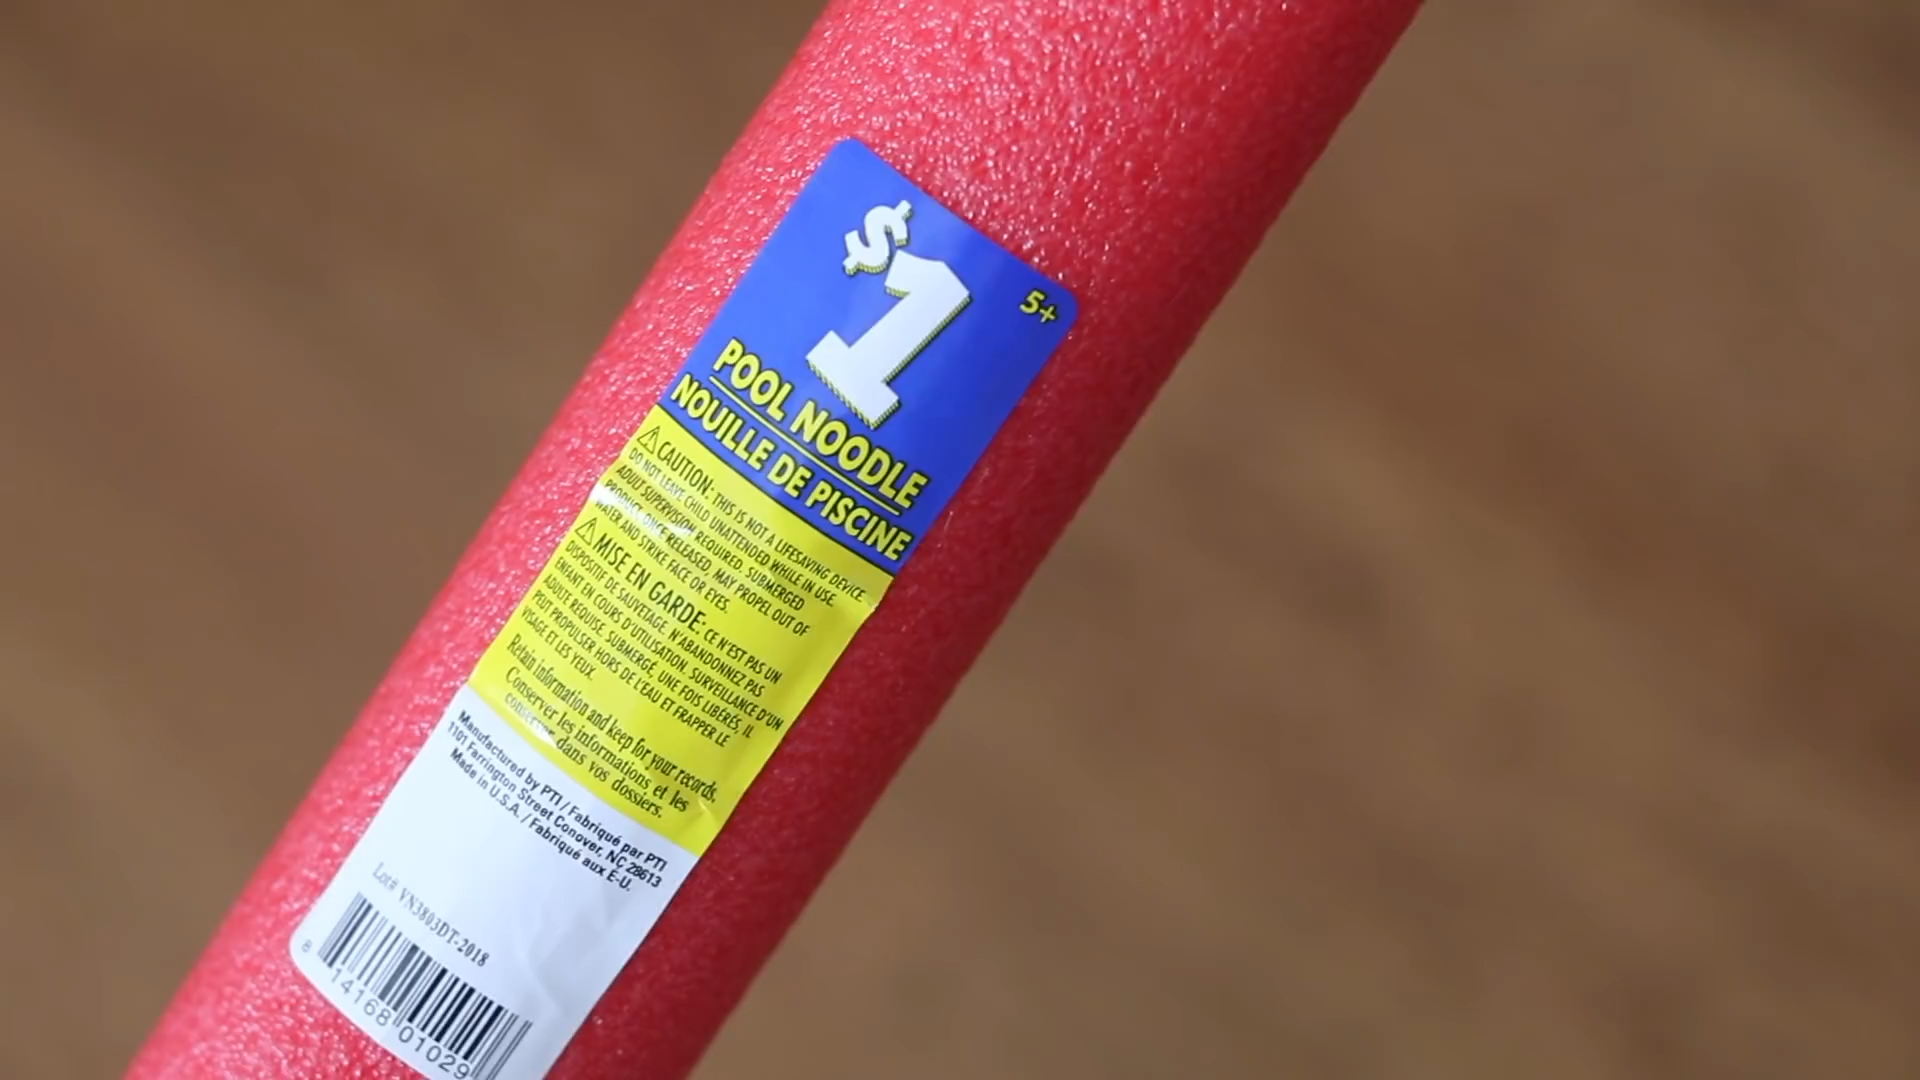 $1
5+
POOL NOODLE
NOUILLE DE PISCINE
⚠CAUTION: THIS IS NOT A LIFESAVING DEVICE.
DO NOT LEAVE CHILD UNATTENDED WHILE IN USE.
ADULT SUPERVISION REQUIRED. SUBMERGED
PRODUCT, ONCE RELEASED, MAY PROPEL OUT OF
WATER AND STRIKE FACE OR EYES.
⚠MISE EN GARDE: CE N'EST PAS UN
DISPOSITIF DE SAUVETAGE. N'ABANDONNEZ PAS
ENFANT EN COURS D'UTILISATION. SURVEILLANCE D'UN
ADULTE REQUISE. SUBMERGÉ, UNE FOIS LIBÉRÉS, IL
PEUT PROPULSER HORS DE L'EAU ET FRAPPER LE
VISAGE ET LES YEUX.
Retain information and keep for your records.
Conserver les informations et les
conserver dans vos dossiers.
Manufactured by PTI / Fabriqué par PTI
1101 Farrington Street Conover, NC 28613
Made in U.S.A. / Fabriqué aux E-U.
Lot# VN3803DT-2018
8 14168 01029